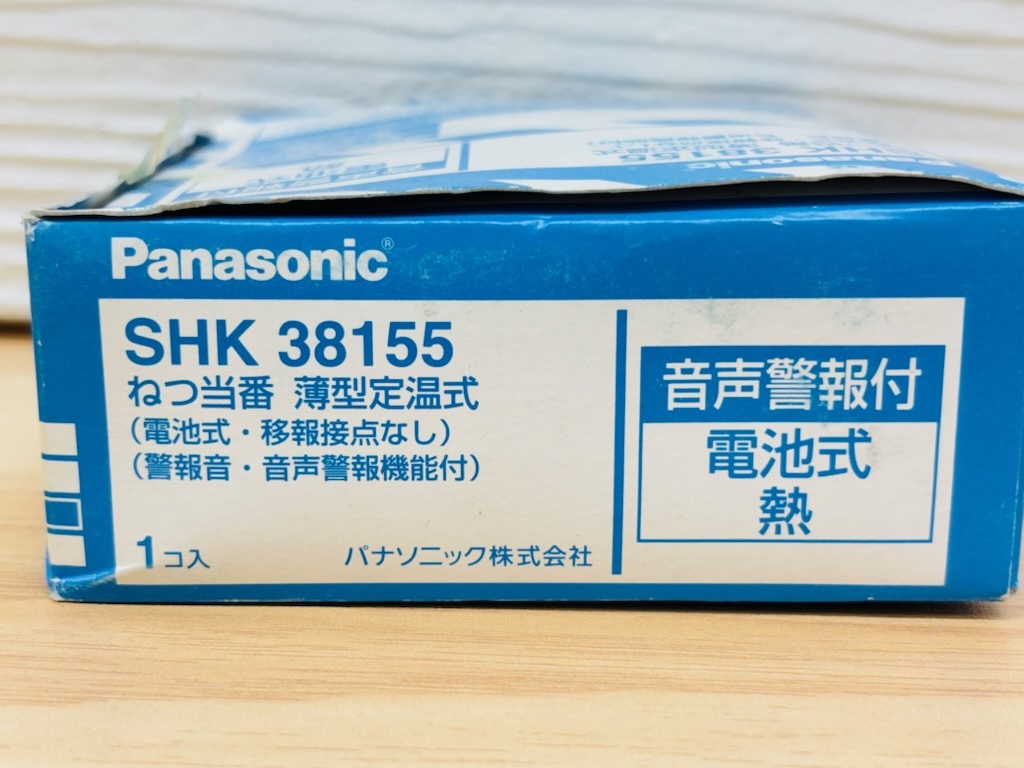 Panasonic
38155
Panasonic®
SHK 38155
ねつ当番 薄型定温式
(電池式・移報接点なし)
(警報音・音声警報機能付)
1コ入
パナソニック株式会社
音声警報付
電池式
熱